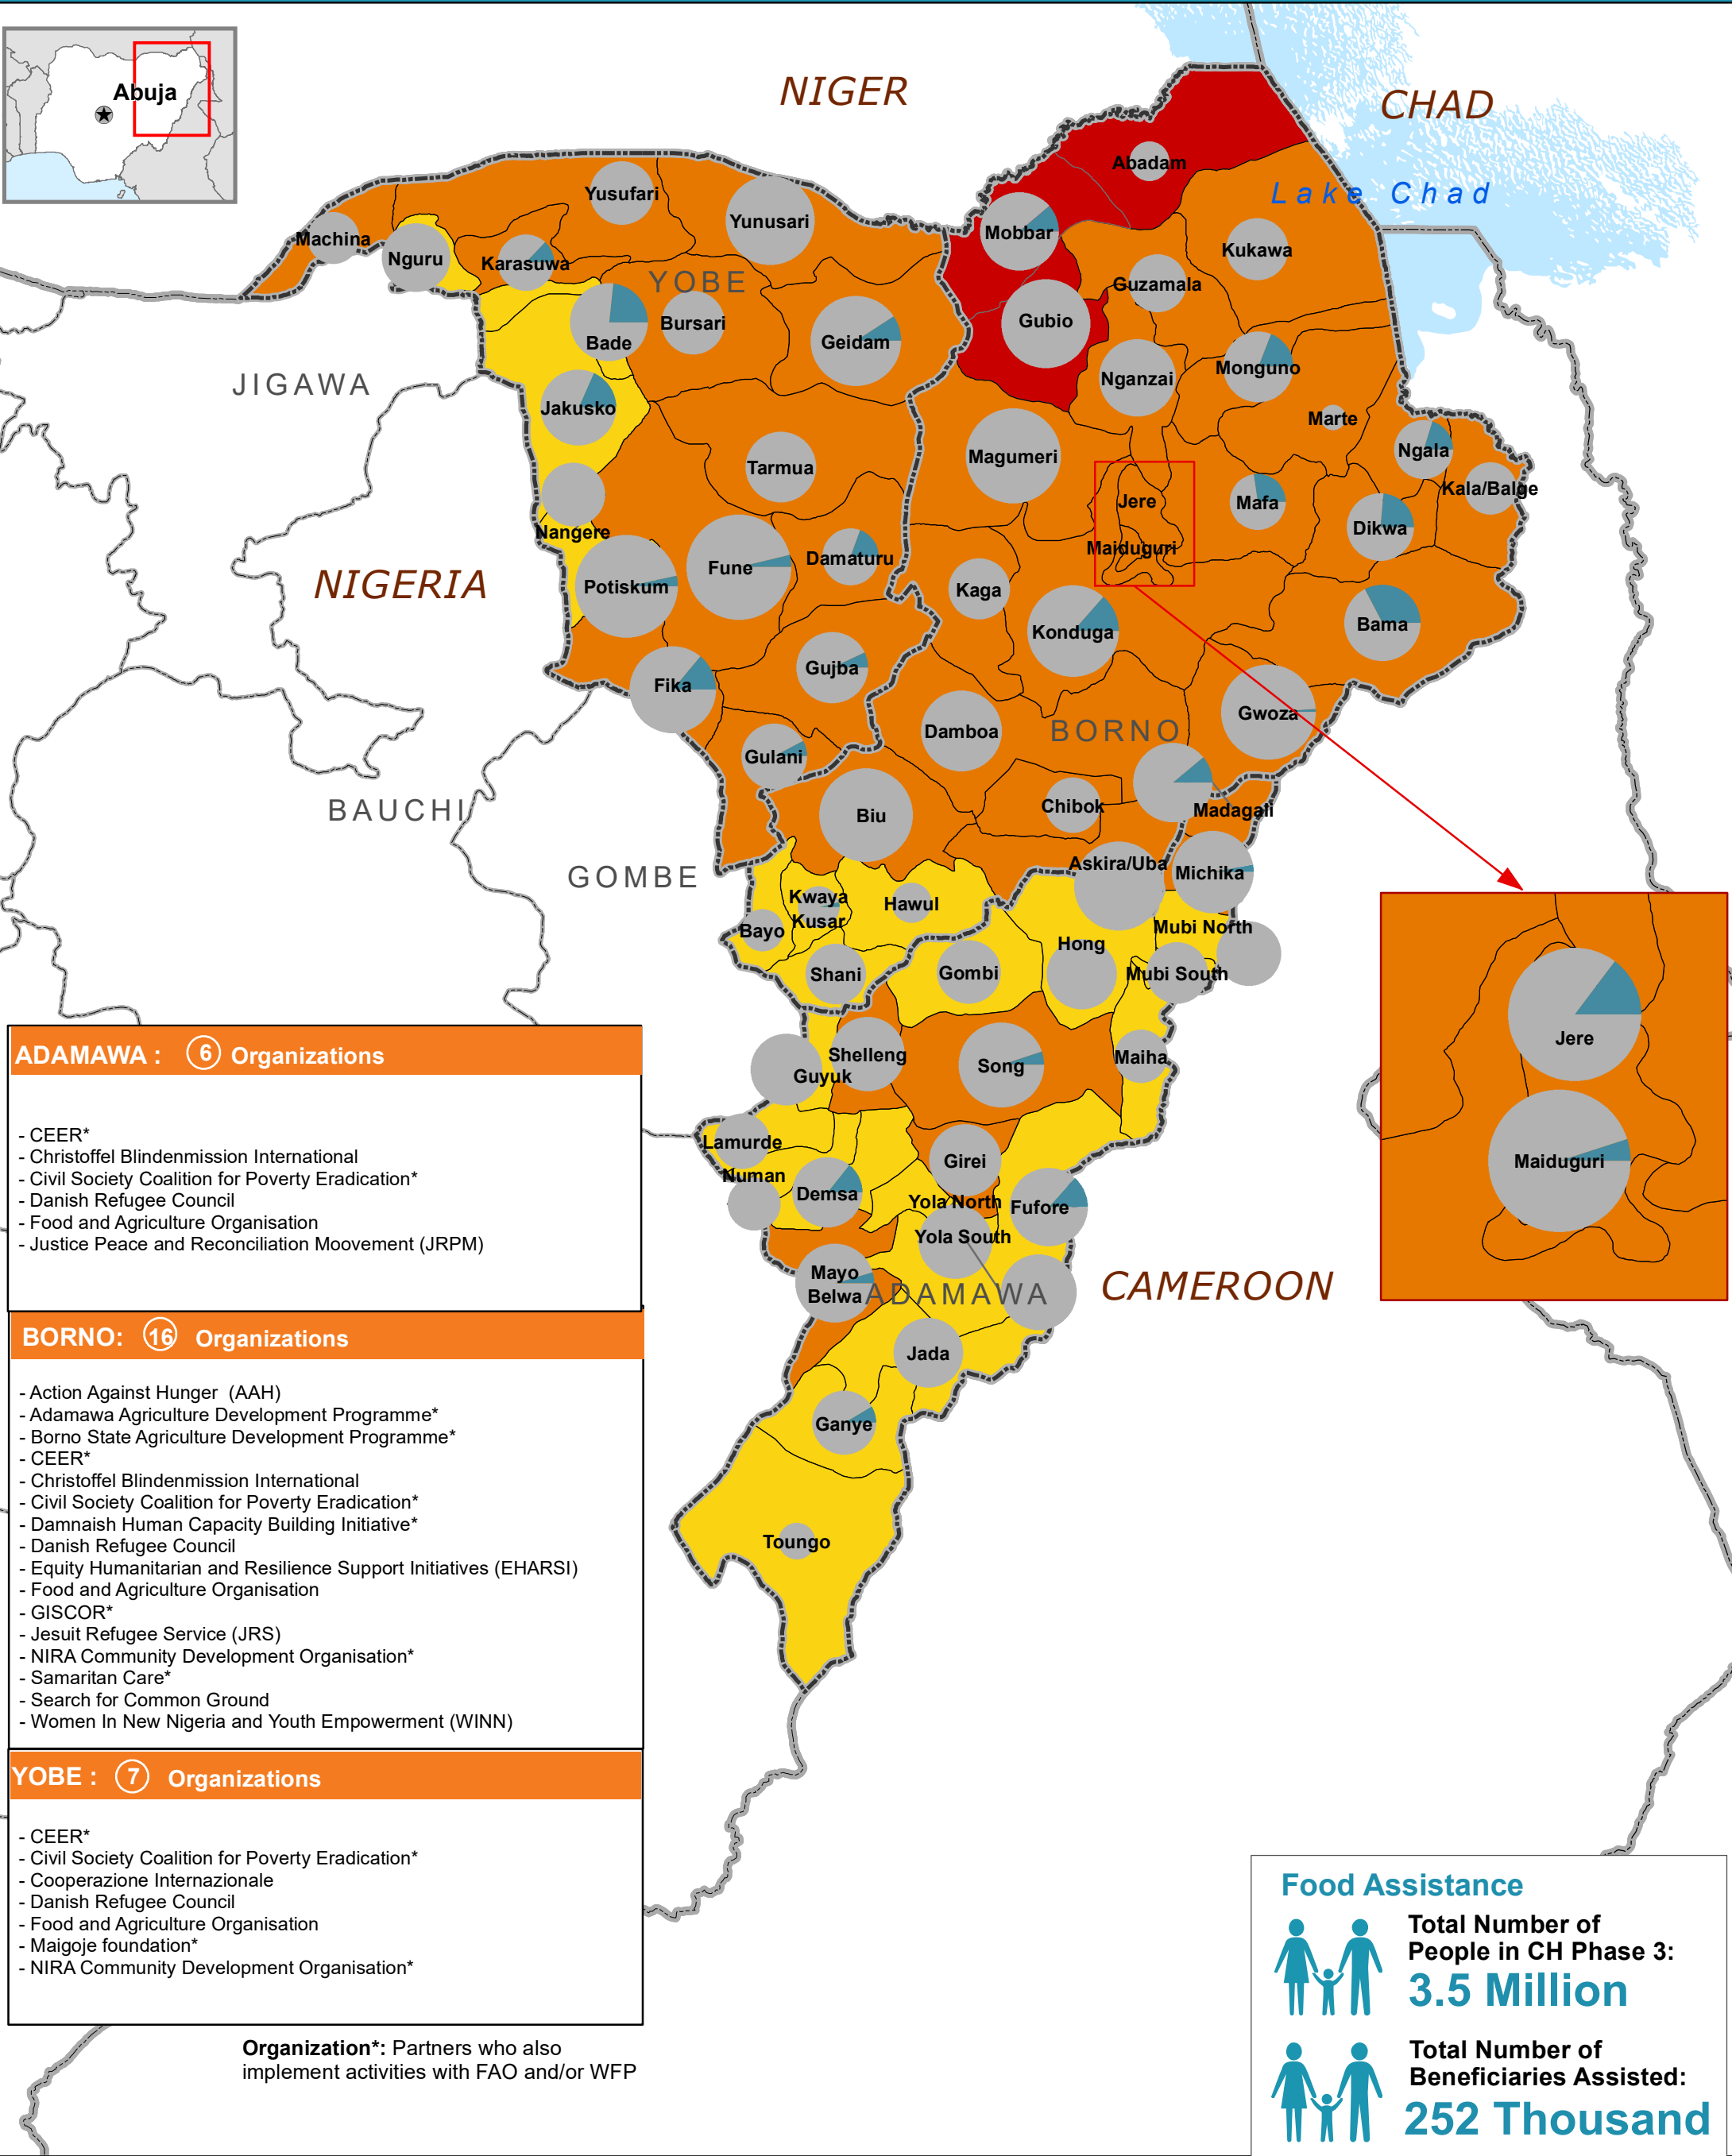 Abuja
NIGER
CHAD
Lake Chad
Abadam
Yusufari
Yunusari
Mobbar
Machina
Nguru
Karasuwa
Kukawa
YOBE
Guzamala
Bade
Bursari
Geidam
Gubio
JIGAWA
Nganzai
Monguno
Jakusko
Marte
Tarmua
Magumeri
Ngala
Kala/Balge
Jere
Mafa
Dikwa
Nangere
Maiduguri
NIGERIA
Potiskum
Fune
Damaturu
Kaga
Konduga
Bama
Fika
Gujba
Gwoza
Damboa
BORNO
Gulani
BAUCHI
Biu
Chibok
Madagali
GOMBE
Askira/Uba
Michika
Kwaya
Kusar
Hawul
Bayo
Mubi North
Hong
Shani
Gombi
Mubi South
Jere
Maiduguri
Shelleng
Guyuk
Song
Maiha
Lamurde
Numan
Girei
Demsa
Yola North
Fufore
Yola South
Mayo
Belwa
ADAMAWA
CAMEROON
Jada
Ganye
Toungo
ADAMAWA : 6 Organizations
- CEER*
- Christoffel Blindenmission International
- Civil Society Coalition for Poverty Eradication*
- Danish Refugee Council
- Food and Agriculture Organisation
- Justice Peace and Reconciliation Moovement (JRPM)
BORNO: 16 Organizations
- Action Against Hunger (AAH)
- Adamawa Agriculture Development Programme*
- Borno State Agriculture Development Programme*
- CEER*
- Christoffel Blindenmission International
- Civil Society Coalition for Poverty Eradication*
- Damnaish Human Capacity Building Initiative*
- Danish Refugee Council
- Equity Humanitarian and Resilience Support Initiatives (EHARSI)
- Food and Agriculture Organisation
- GISCOR*
- Jesuit Refugee Service (JRS)
- NIRA Community Development Organisation*
- Samaritan Care*
- Search for Common Ground
- Women In New Nigeria and Youth Empowerment (WINN)
YOBE : 7 Organizations
- CEER*
- Civil Society Coalition for Poverty Eradication*
- Cooperazione Internazionale
- Danish Refugee Council
- Food and Agriculture Organisation
- Maigoje foundation*
- NIRA Community Development Organisation*
Organization*: Partners who also
implement activities with FAO and/or WFP
Food Assistance
Total Number of
People in CH Phase 3:
3.5 Million
Total Number of
Beneficiaries Assisted:
252 Thousand